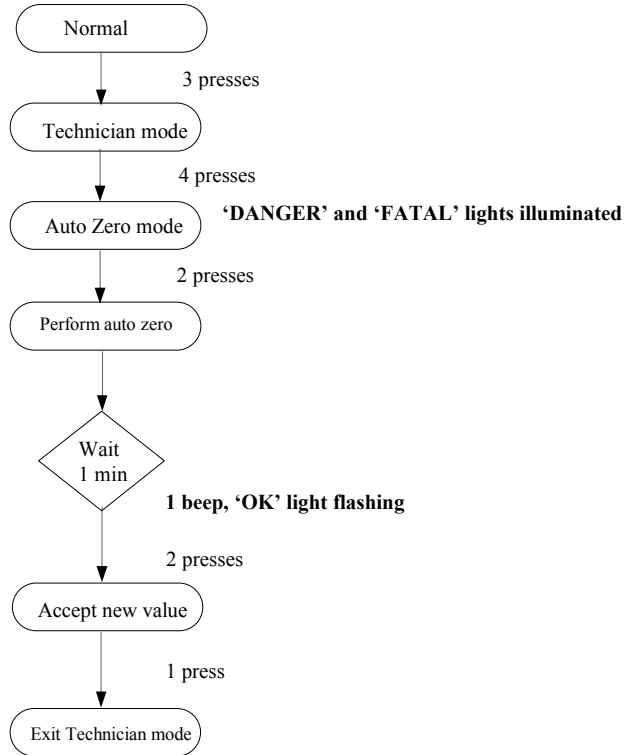 Normal
3 presses
Technician mode
4 presses
Auto Zero mode
‘DANGER’ and ‘FATAL’ lights illuminated
2 presses
Perform auto zero
Wait
1 min
1 beep, ‘OK’ light flashing
2 presses
Accept new value
1 press
Exit Technician mode